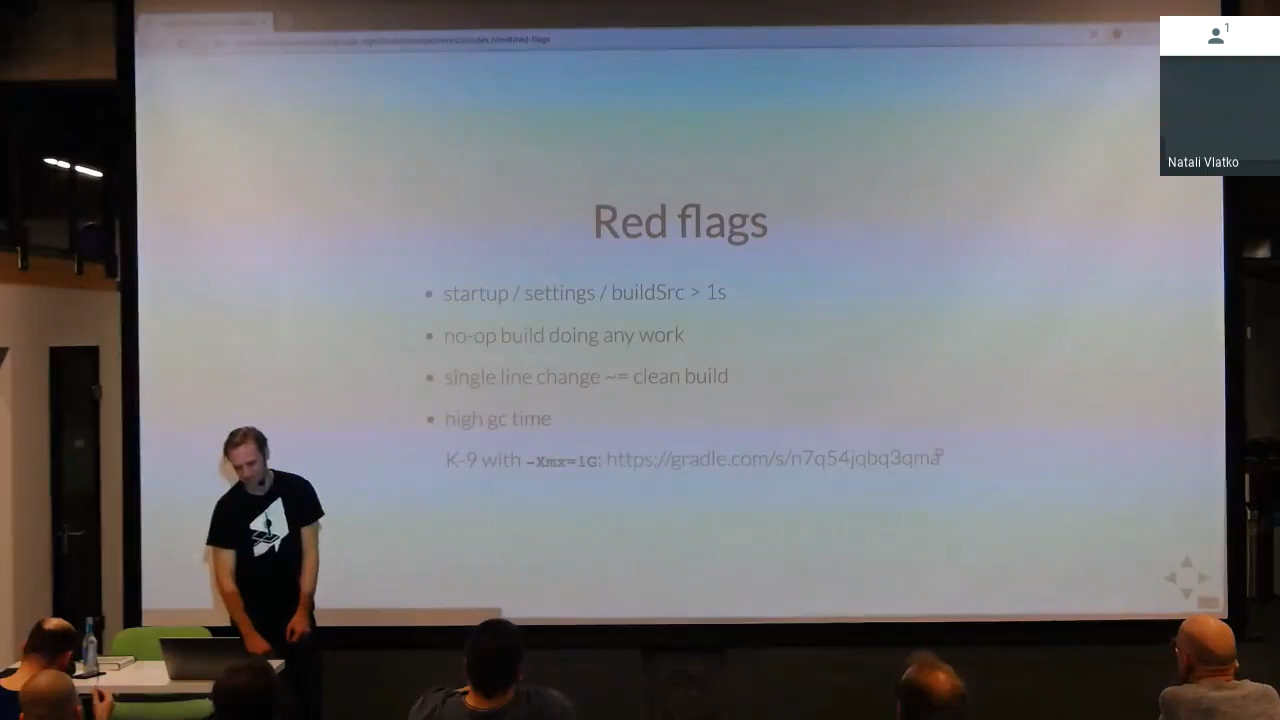 1
Natali Vlatko
Red flags
startup / settings / buildSrc > 1s
no-op build doing any work
single line change ~= clean build
high gc time
K-9 with -Xmx=1G: https://gradle.com/s/n7q54jqbq3qma